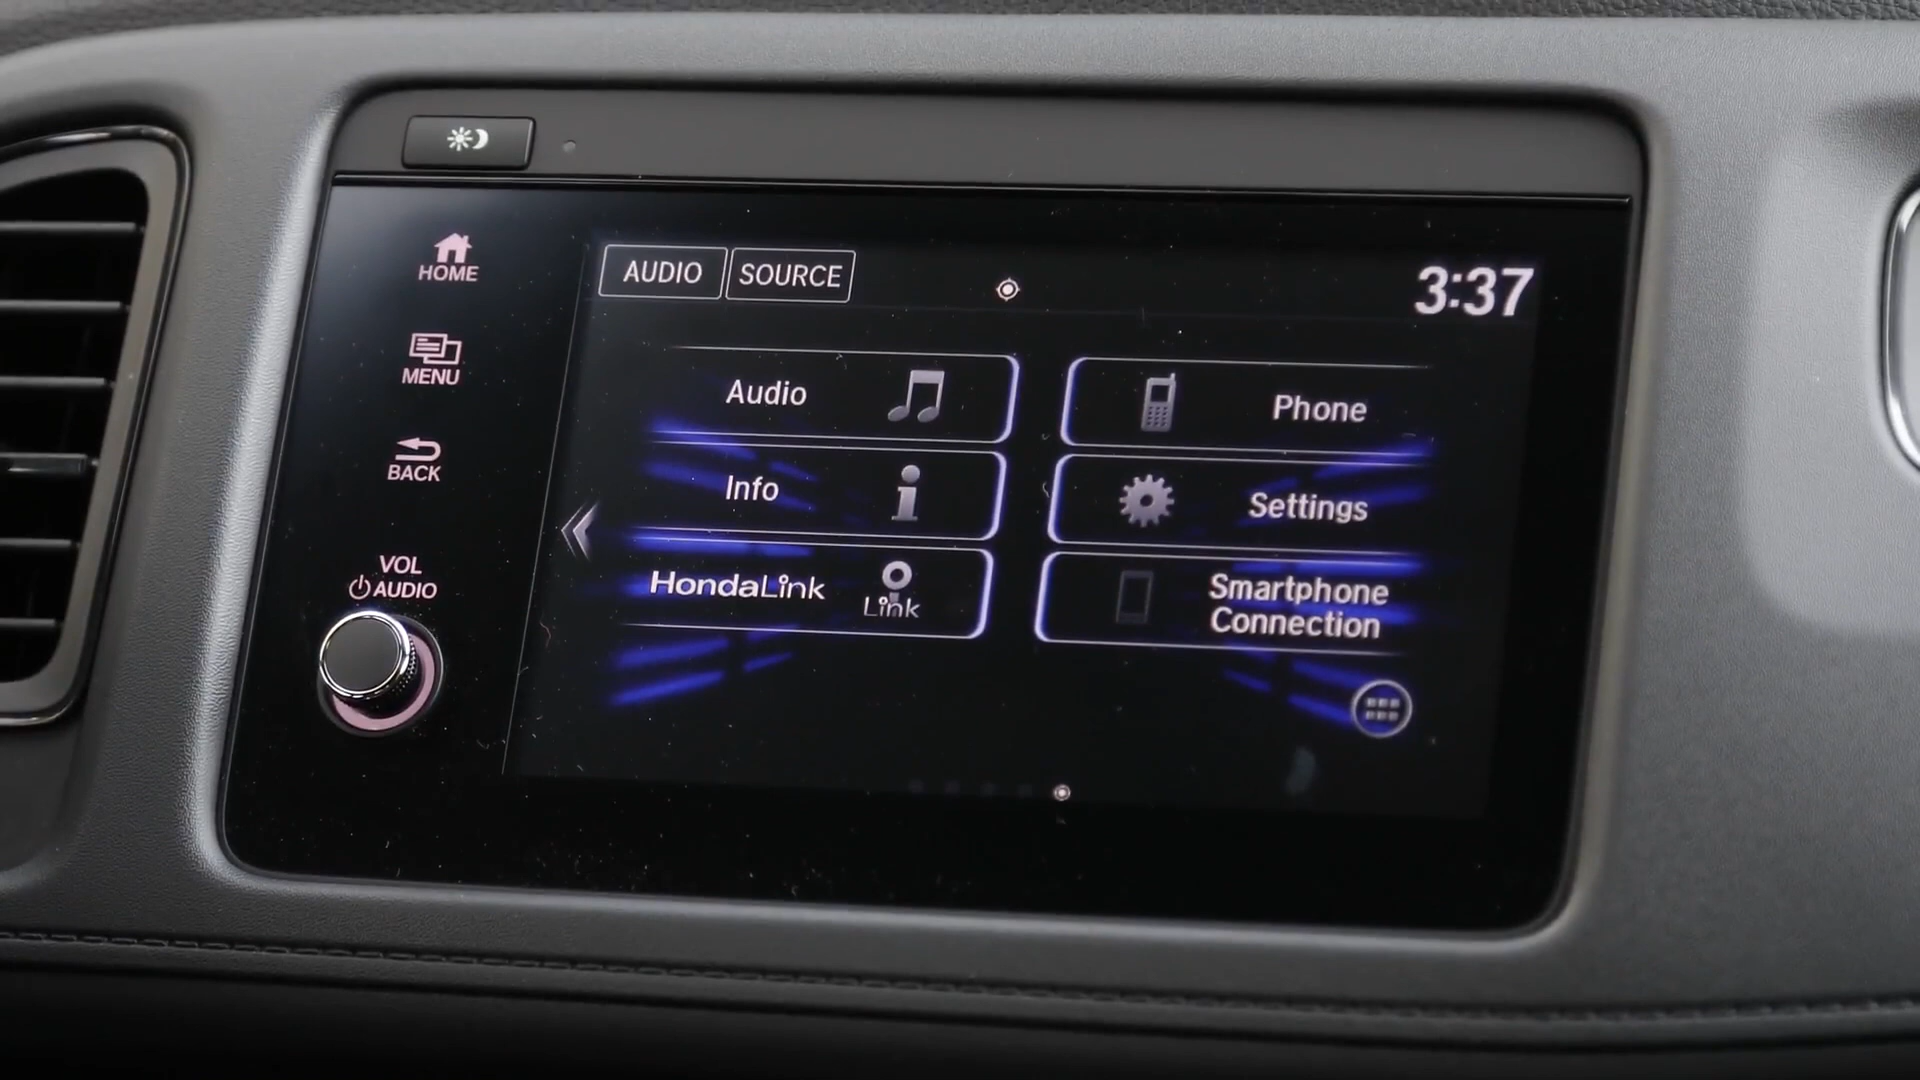 HOME
MENU
BACK
VOL
AUDIO
AUDIO
SOURCE
3:37
Audio
Phone
Info
Settings
HondaLink
Link
Smartphone
Connection